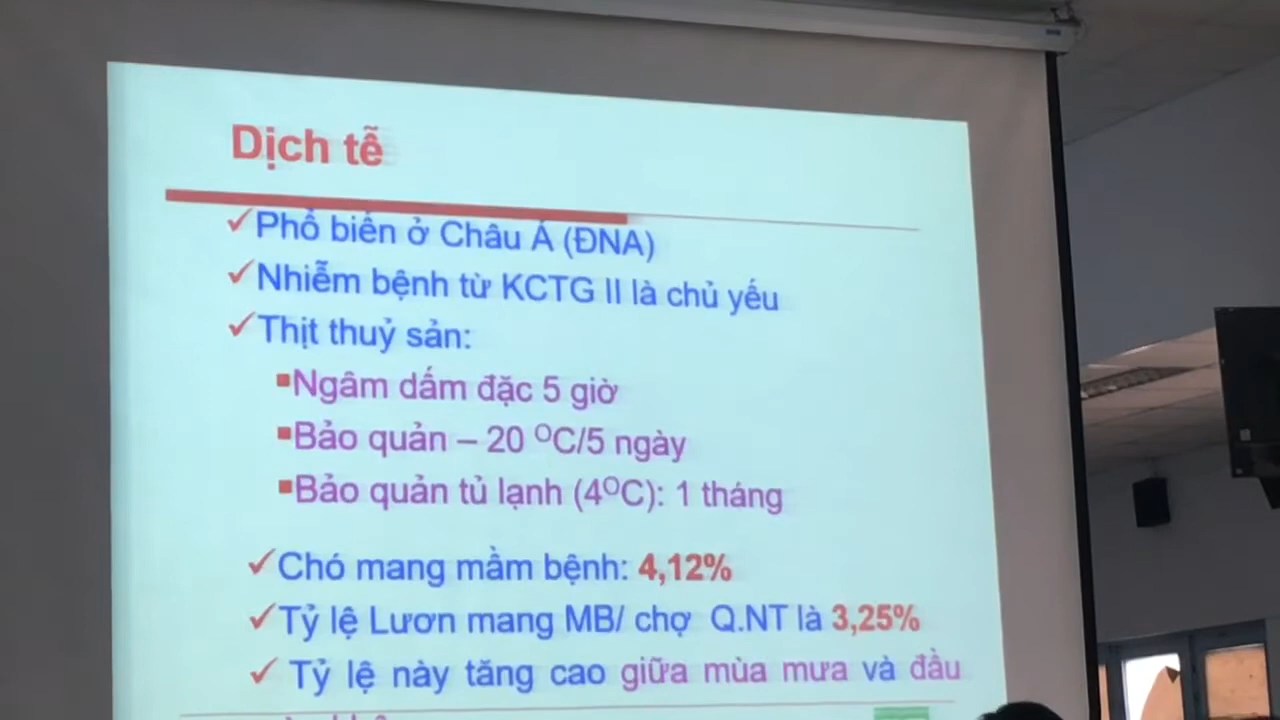 Dịch tễ
✓Phổ biến ở Châu Á (ĐNA)
✓Nhiễm bệnh từ KCTG II là chủ yếu
✓Thịt thuỷ sản:
▪Ngâm dấm đặc 5 giờ
▪Bảo quản – 20 ᴼC/5 ngày
▪Bảo quản tủ lạnh (4ᴼC): 1 tháng
✓Chó mang mầm bệnh: 4,12%
✓Tỷ lệ Lươn mang MB/ chợ Q.NT là 3,25%
✓ Tỷ lệ này tăng cao giữa mùa mưa và đầu